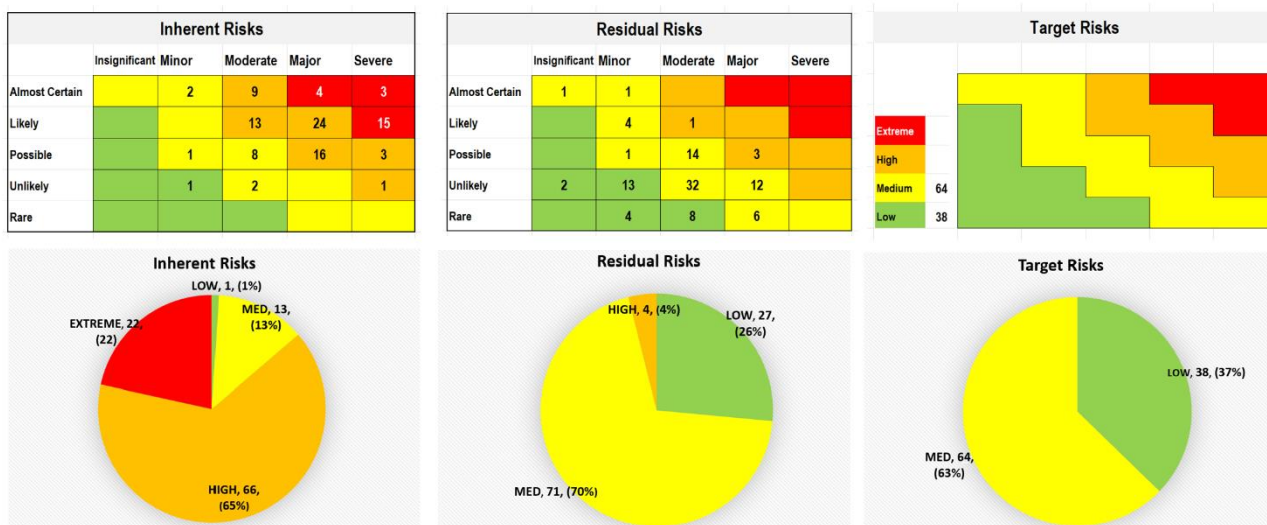 Inherent Risks
Insignificant Minor Moderate Major Severe
Almost Certain 2 9 4 3
Likely 13 24 15
Possible 1 8 16 3
Unlikely 1 2 1
Rare
Residual Risks
Insignificant Minor Moderate Major Severe
Almost Certain 1 1
Likely 4 1
Possible 1 14 3
Unlikely 2 13 32 12
Rare 4 8 6
Target Risks
Extreme
High
Medium 64
Low 38
Inherent Risks
LOW, 1, (1%)
MED, 13,
(13%)
EXTREME, 22,
(22)
HIGH, 66,
(65%)
Residual Risks
HIGH, 4, (4%)
LOW, 27,
(26%)
MED, 71, (70%)
Target Risks
LOW, 38, (37%)
MED, 64,
(63%)